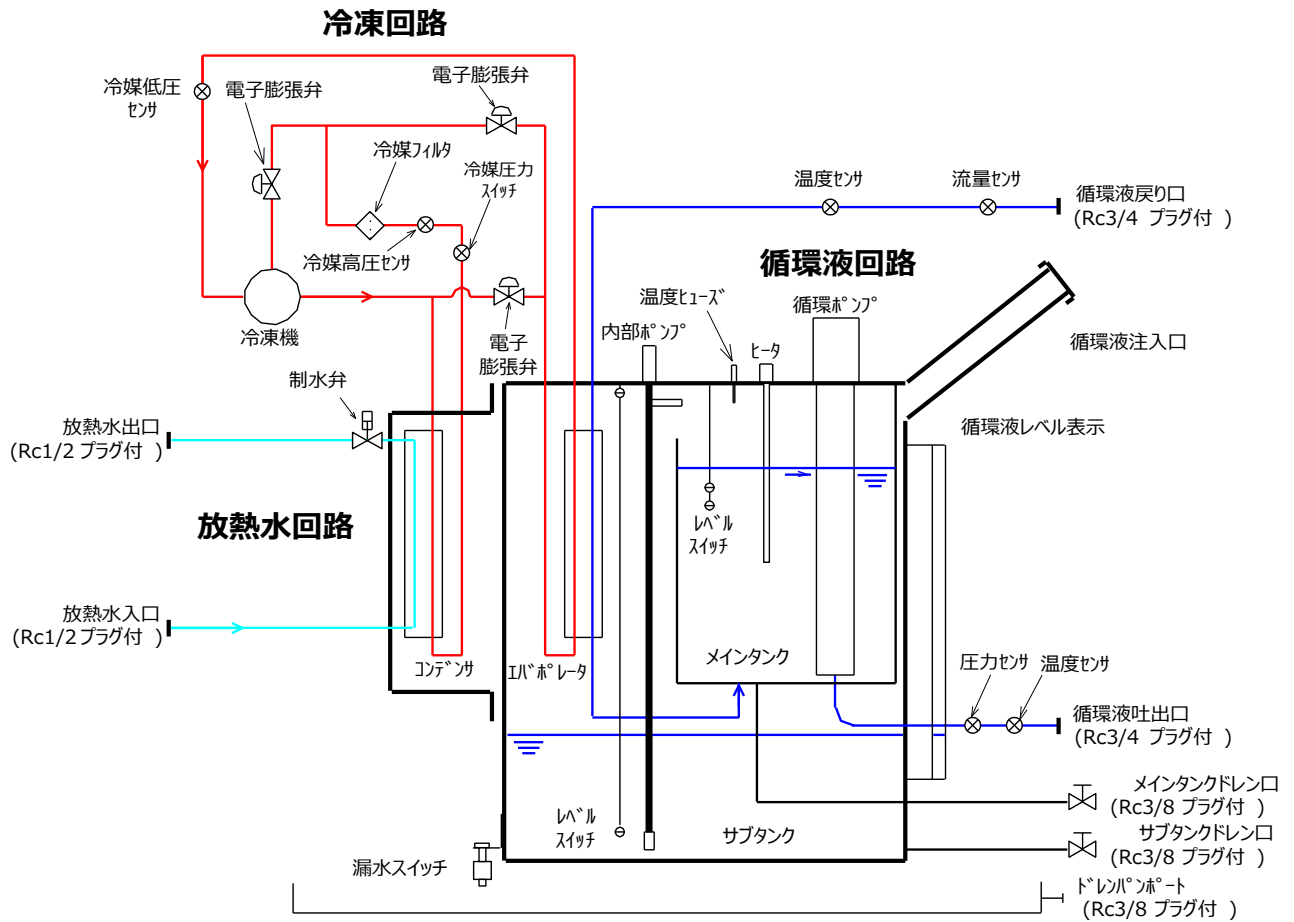 冷凍回路
冷媒低圧
ｾﾝｻ
電子膨張弁
電子膨張弁
冷媒ﾌｨﾙﾀ
冷媒圧力
ｽｲｯﾁ
冷媒高圧ｾﾝｻ
冷凍機
電子
膨張弁
温度ｾﾝｻ
流量ｾﾝｻ
循環液戻り口
(Rc3/4 プラグ付 )
循環液回路
温度ﾋｭｰｽﾞ
循環ﾎﾟﾝﾌﾟ
内部ﾎﾟﾝﾌﾟ
ﾋｰﾀ
循環液注入口
制水弁
放熱水出口
(Rc1/2 プラグ付 )
循環液レベル表示
放熱水回路
ﾚﾍﾞﾙ
ｽｲｯﾁ
放熱水入口
(Rc1/2 プラグ付 )
ｺﾝﾃﾞﾝｻ
ｴﾊﾞﾎﾟﾚｰﾀ
メインタンク
圧力ｾﾝｻ
温度ｾﾝｻ
循環液吐出口
(Rc3/4 プラグ付 )
メインタンクドレン口
(Rc3/8 プラグ付 )
ﾚﾍﾞﾙ
ｽｲｯﾁ
サブタンク
サブタンクドレン口
(Rc3/8 プラグ付 )
漏水スイッチ
ﾄﾞﾚﾝﾊﾟﾝﾎﾟｰﾄ
(Rc3/8 プラグ付 )